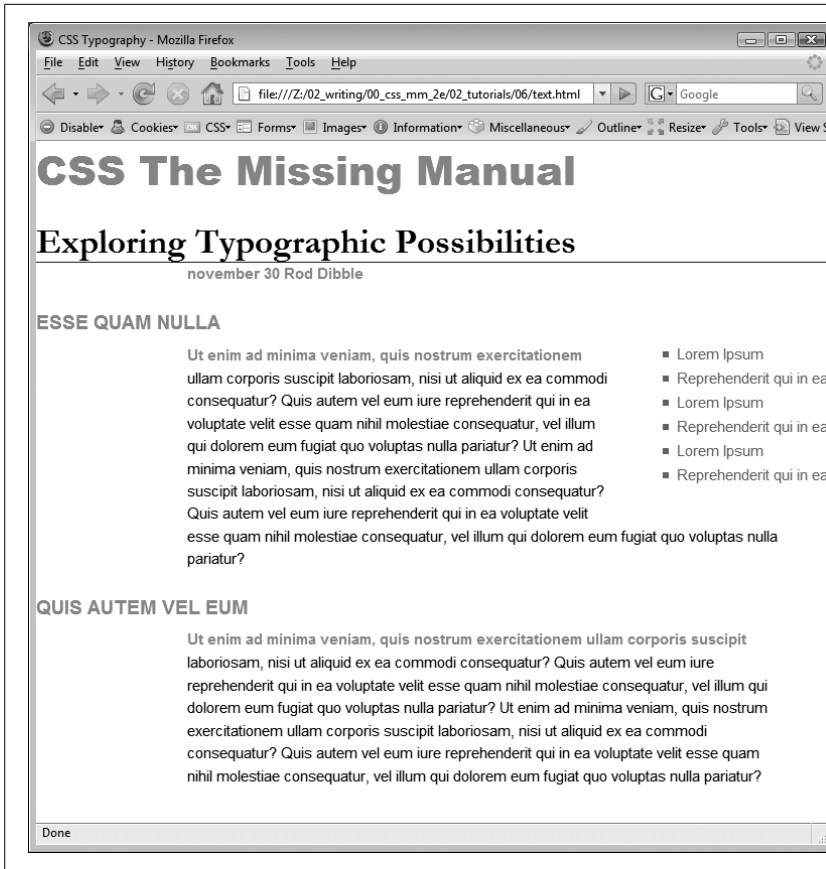 CSS Typography - Mozilla Firefox
File Edit View History Bookmarks Tools Help
file:///Z:/02_writing/00_css_mm_2e/02_tutorials/06/text.html G Google
Disable Cookies CSS Forms Images Information Miscellaneous Outline Resize Tools View S
CSS The Missing Manual
Exploring Typographic Possibilities
november 30 Rod Dibble
ESSE QUAM NULLA
Ut enim ad minima veniam, quis nostrum exercitationem
ullam corporis suscipit laboriosam, nisi ut aliquid ex ea commodi
consequatur? Quis autem vel eum iure reprehenderit qui in ea
voluptate velit esse quam nihil molestiae consequatur, vel illum
qui dolorem eum fugiat quo voluptas nulla pariatur? Ut enim ad
minima veniam, quis nostrum exercitationem ullam corporis
suscipit laboriosam, nisi ut aliquid ex ea commodi consequatur?
Quis autem vel eum iure reprehenderit qui in ea voluptate velit
esse quam nihil molestiae consequatur, vel illum qui dolorem eum fugiat quo voluptas nulla
pariatur?
Lorem Ipsum
Reprehenderit qui in ea
Lorem Ipsum
Reprehenderit qui in ea
Lorem Ipsum
Reprehenderit qui in ea
QUIS AUTEM VEL EUM
Ut enim ad minima veniam, quis nostrum exercitationem ullam corporis suscipit
laboriosam, nisi ut aliquid ex ea commodi consequatur? Quis autem vel eum iure
reprehenderit qui in ea voluptate velit esse quam nihil molestiae consequatur, vel illum qui
dolorem eum fugiat quo voluptas nulla pariatur? Ut enim ad minima veniam, quis nostrum
exercitationem ullam corporis suscipit laboriosam, nisi ut aliquid ex ea commodi
consequatur? Quis autem vel eum iure reprehenderit qui in ea voluptate velit esse quam
nihil molestiae consequatur, vel illum qui dolorem eum fugiat quo voluptas nulla pariatur?
Done